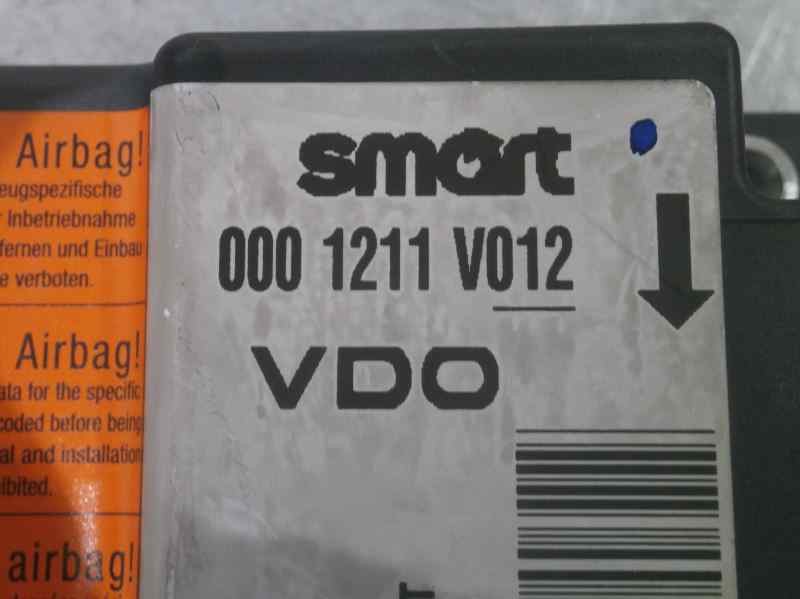 Airbag!
eugspezifische
Inbetriebnahme
fernen und Einbau
e verboten.
Airbag!
ata for the specific
coded before being
al and installation
ibited.
airbag!
smart
000 1211 V012
VDO
T